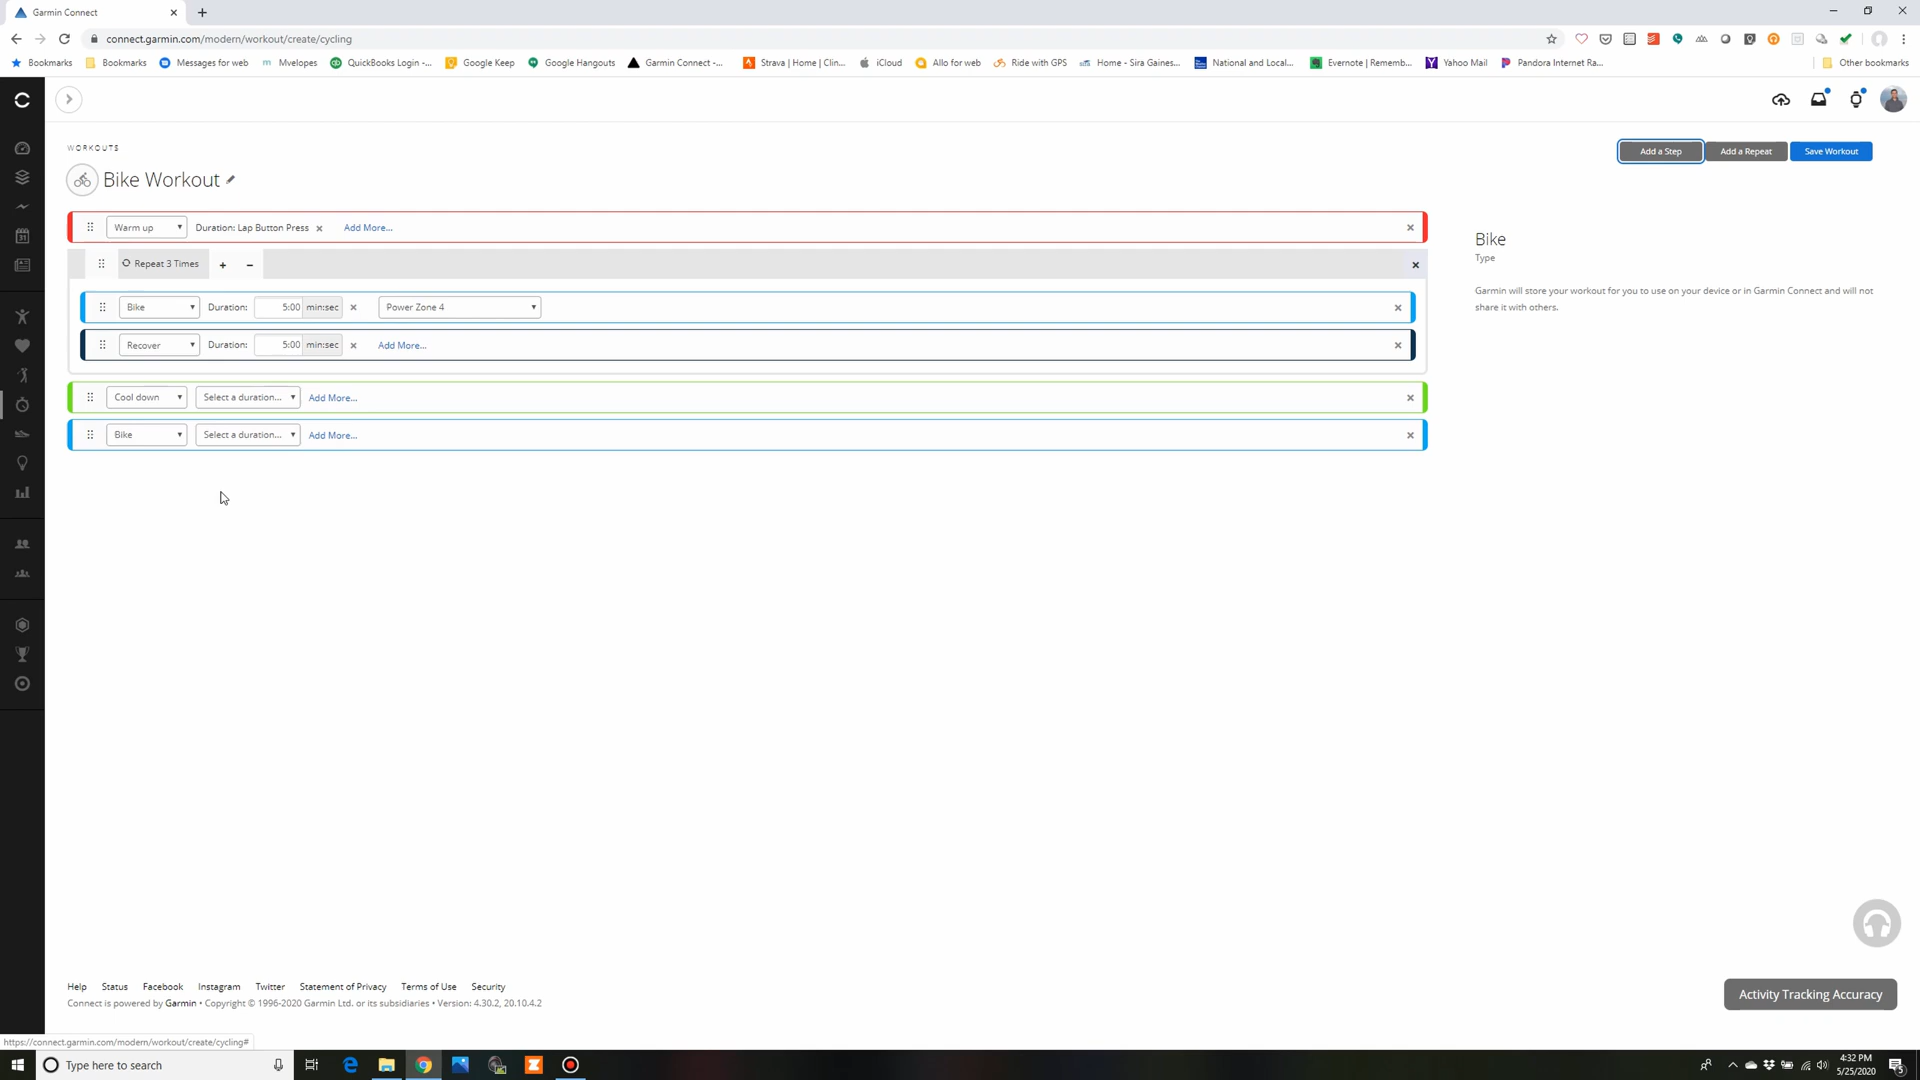 Garmin Connect
connect.garmin.com/modern/workout/create/cycling
Bookmarks Bookmarks Messages for web Mvelopes QuickBooks Login -... Google Keep Google Hangouts Garmin Connect -... Strava | Home | Clin... iCloud Allo for web Ride with GPS Home - Sira Gaines... National and Local... Evernote | Rememb... Yahoo Mail Pandora Internet Ra... Other bookmarks
WORKOUTS
Add a Step Add a Repeat Save Workout
Bike Workout
Warm up Duration: Lap Button Press Add More...
Bike
Type
Garmin will store your workout for you to use on your device or in Garmin Connect and will not
share it with others.
Repeat 3 Times + -
Bike Duration: 5:00 min:sec Power Zone 4
Recover Duration: 5:00 min:sec Add More...
Cool down Select a duration... Add More...
Bike Select a duration... Add More...
Help Status Facebook Instagram Twitter Statement of Privacy Terms of Use Security
Connect is powered by Garmin • Copyright © 1996-2020 Garmin Ltd. or its subsidiaries • Version: 4.30.2, 20.10.4.2
Activity Tracking Accuracy
https://connect.garmin.com/modern/workout/create/cycling#
Type here to search
4:32 PM
5/25/2020
5